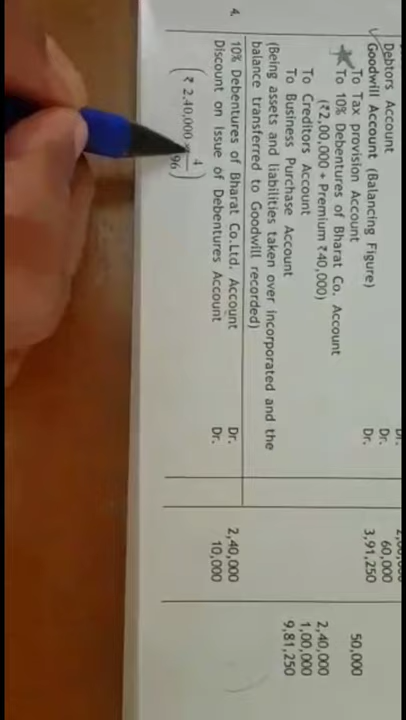 Debtors Account Dr. 60,000
Goodwill Account (Balancing Figure) Dr. 3,91,250
To Tax provision Account 50,000
To 10% Debentures of Bharat Co. Account 2,40,000
(₹2,00,000 + Premium ₹40,000)
To Creditors Account 1,00,000
To Business Purchase Account 9,81,250
(Being assets and liabilities taken over incorporated and the
balance transferred to Goodwill recorded)
4. 10% Debentures of Bharat Co.Ltd. Account Dr. 2,40,000
Discount on Issue of Debentures Account Dr. 10,000
(₹ 2,40,000 4/96)